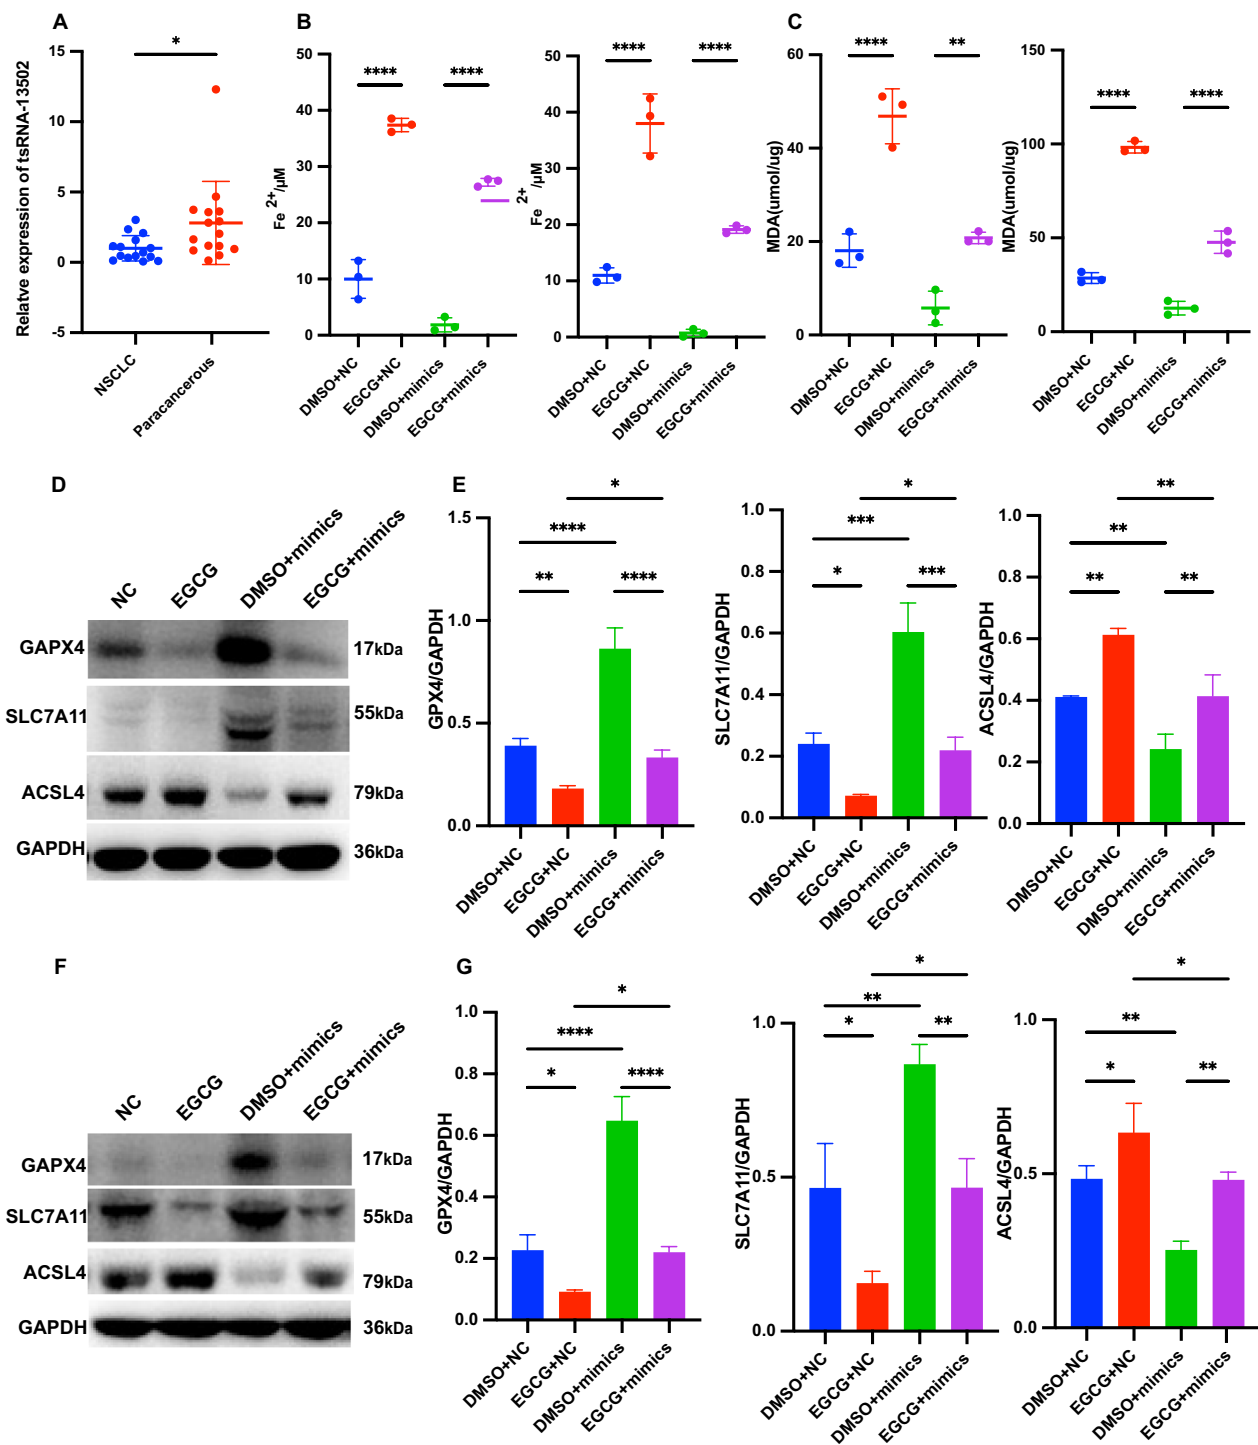 A
*
Relatve expression of tsRNA-13502
15
10
5
0
-5
NSCLC
Paracancerous
B
****
****
Fe 2+/μM
50
40
30
20
10
0
DMSO+NC
EGCG+NC
DMSO+mimics
EGCG+mimics
****
****
Fe 2+/μM
50
40
30
20
10
0
DMSO+NC
EGCG+NC
DMSO+mimics
EGCG+mimics
C
****
**
MDA(umol/ug)
60
40
20
0
DMSO+NC
EGCG+NC
DMSO+mimics
EGCG+mimics
****
****
MDA(umol/ug)
150
100
50
0
DMSO+NC
EGCG+NC
DMSO+mimics
EGCG+mimics
D
NC
EGCG
DMSO+mimics
EGCG+mimics
GAPX4
17kDa
SLC7A11
55kDa
ACSL4
79kDa
GAPDH
36kDa
E
*
****
**
****
GPX4/GAPDH
1.5
1.0
0.5
0.0
DMSO+NC
EGCG+NC
DMSO+mimics
EGCG+mimics
*
***
*
***
SLC7A11/GAPDH
1.0
0.8
0.6
0.4
0.2
0.0
DMSO+NC
EGCG+NC
DMSO+mimics
EGCG+mimics
**
**
**
**
ACSL4/GAPDH
1.0
0.8
0.6
0.4
0.2
0.0
DMSO+NC
EGCG+NC
DMSO+mimics
EGCG+mimics
F
NC
EGCG
DMSO+mimics
EGCG+mimics
GAPX4
17kDa
SLC7A11
55kDa
ACSL4
79kDa
GAPDH
36kDa
G
*
****
*
****
GPX4/GAPDH
1.0
0.8
0.6
0.4
0.2
0.0
DMSO+NC
EGCG+NC
DMSO+mimics
EGCG+mimics
*
**
*
**
SLC7A11/GAPDH
1.0
0.5
0.0
DMSO+NC
EGCG+NC
DMSO+mimics
EGCG+mimics
*
**
*
**
ACSL4/GAPDH
1.0
0.5
0.0
DMSO+NC
EGCG+NC
DMSO+mimics
EGCG+mimics